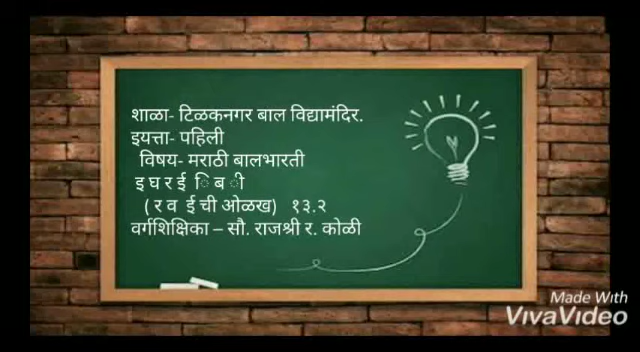 शाळा- टिळकनगर बाल विद्यामंदिर.
इयत्ता- पहिली
विषय- मराठी बालभारती
इ घ र ई ि ब ी
( र व ई ची ओळख) १३.२
वर्गशिक्षिका – सौ. राजश्री र. कोळी
Made With
VivaVideo